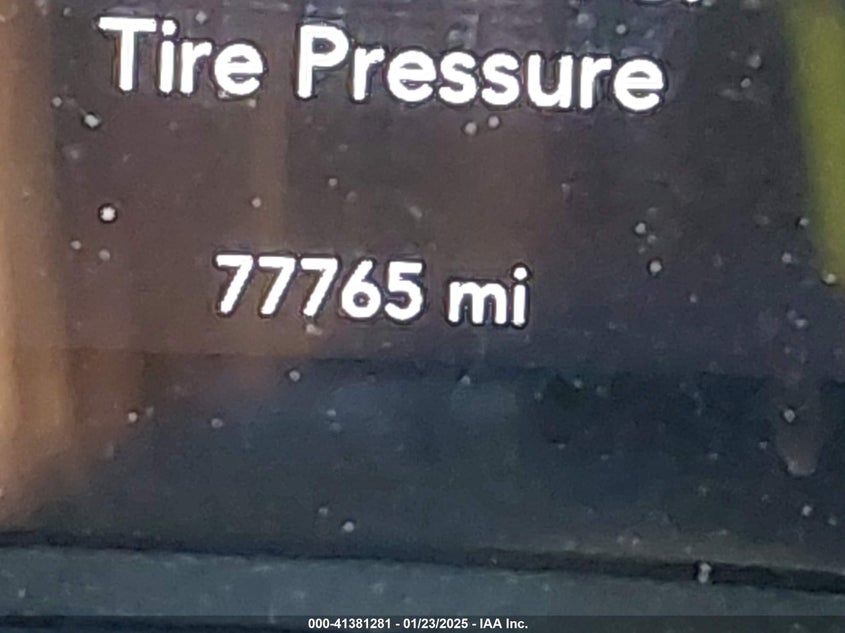 Tire Pressure
77765 mi
000-41381281 - 01/23/2025 - IAA Inc.